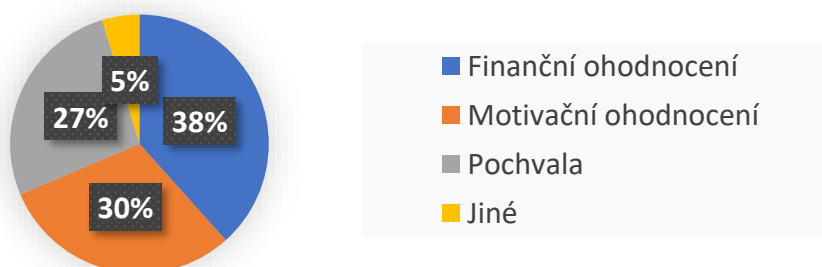 5%
27%
38%
30%
Finanční ohodnocení
Motivační ohodnocení
Pochvala
Jiné